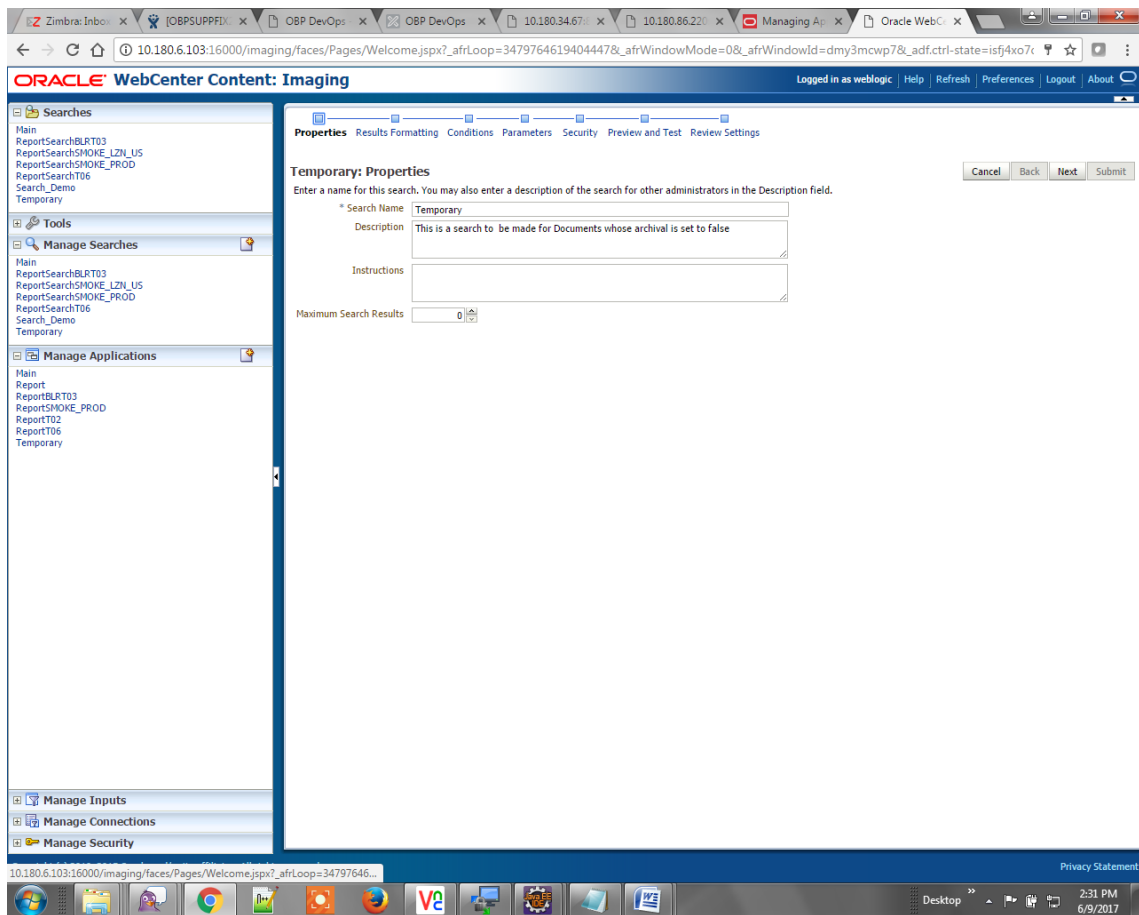 Zimbra: Inbo
[OBPSUPPFIX
OBP DevOps
OBP DevOps
10.180.34.67:
10.180.86.220
Managing Ap
Oracle WebCe
10.180.6.103:16000/imaging/faces/Pages/Welcome.jspx?_afrLoop=3479764619404447&_afrWindowMode=0&_afrWindowId=dmy3mcwp7&_adf.ctrl-state=isfj4xo7c
ORACLE WebCenter Content: Imaging
Logged in as weblogic | Help | Refresh | Preferences | Logout | About
Searches
Main
ReportSearchBLRT03
ReportSearchSMOKE_LZN_US
ReportSearchSMOKE_PROD
ReportSearchT06
Search_Demo
Temporary
Tools
Manage Searches
Main
ReportSearchBLRT03
ReportSearchSMOKE_LZN_US
ReportSearchSMOKE_PROD
ReportSearchT06
Search_Demo
Temporary
Manage Applications
Main
Report
ReportBLRT03
ReportSMOKE_PROD
ReportT02
ReportT06
Temporary
Manage Inputs
Manage Connections
Manage Security
Properties Results Formatting Conditions Parameters Security Preview and Test Review Settings
Temporary: Properties
Cancel Back Next Submit
Enter a name for this search. You may also enter a description of the search for other administrators in the Description field.
* Search Name Temporary
Description This is a search to be made for Documents whose archival is set to false
Instructions
Maximum Search Results 0
Privacy Statement
10.180.6.103:16000/imaging/faces/Pages/Welcome.jspx?_afrLoop=34797646...
Desktop
2:31 PM
6/9/2017